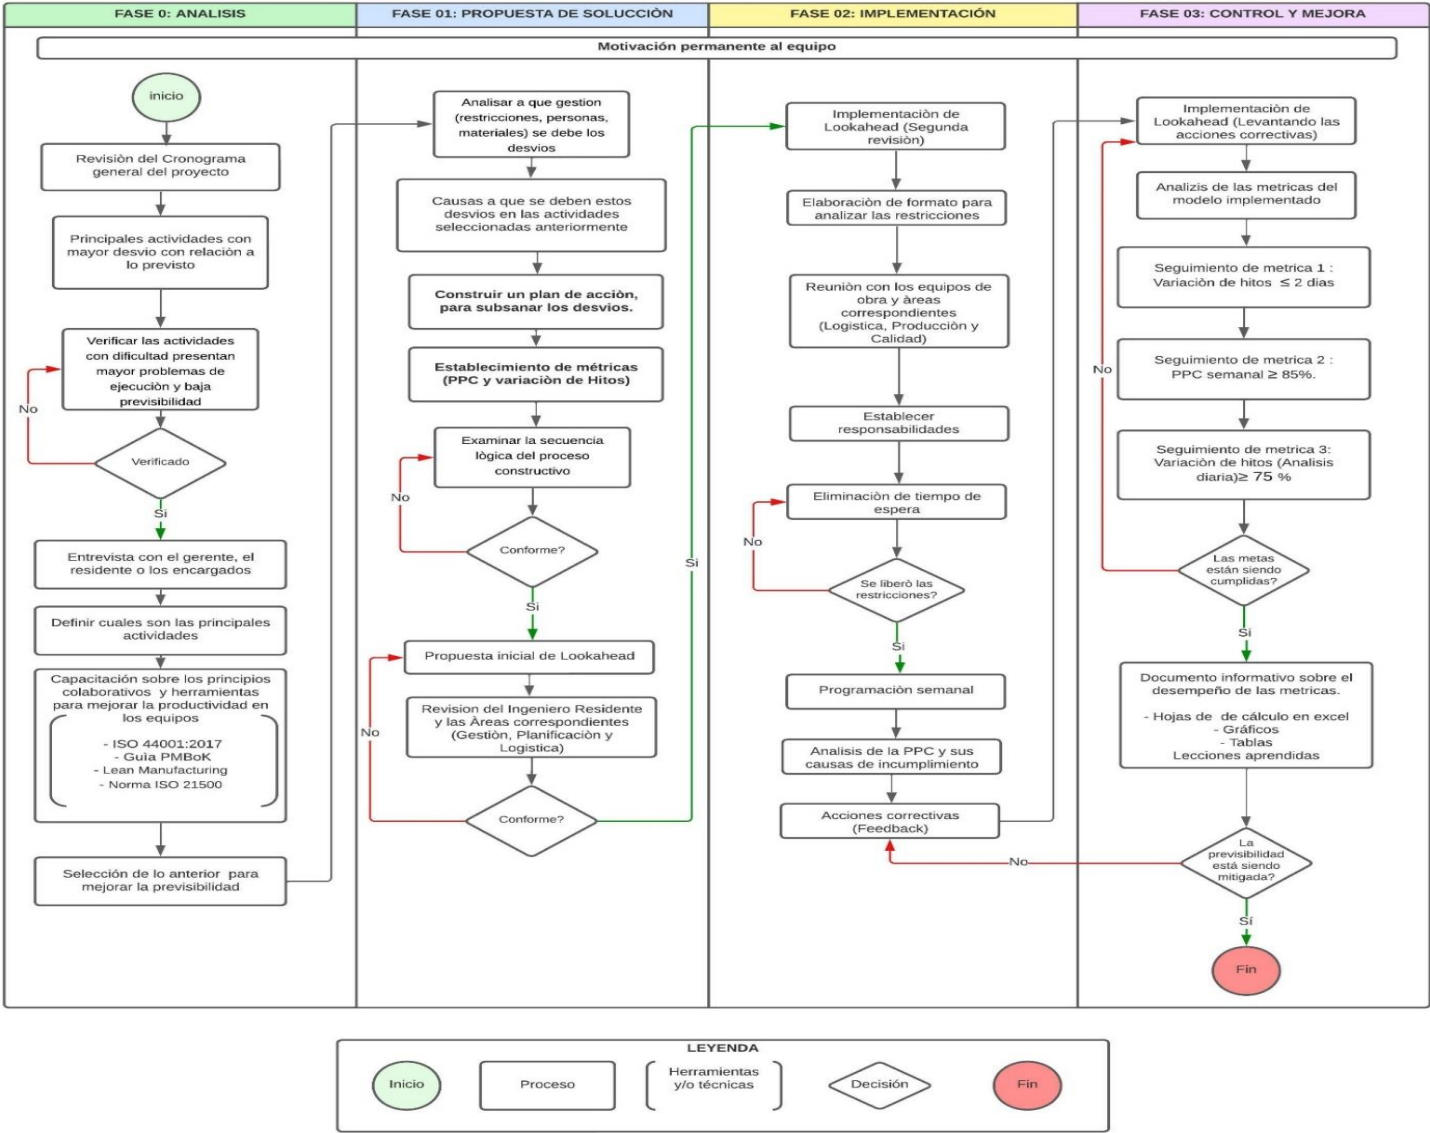 FASE 0: ANALISIS
FASE 01: PROPUESTA DE SOLUCCIÒN
FASE 02: IMPLEMENTACIÓN
FASE 03: CONTROL Y MEJORA
Motivación permanente al equipo
inicio
Revisiòn del Cronograma
general del proyecto
Principales actividades con
mayor desvio con relaciòn a
lo previsto
Verificar las actividades
con dificultad presentan
mayor problemas de
ejecuciòn y baja
previsibilidad
No
Verificado
Si
Entrevista con el gerente, el
residente o los encargados
Definir cuales son las principales
actividades
Capacitación sobre los principios
colaborativos y herramientas
para mejorar la productividad en
los equipos
- ISO 44001:2017
- Guìa PMBoK
- Lean Manufacturing
- Norma ISO 21500
Selección de lo anterior para
mejorar la previsibilidad
Analisar a que gestion
(restricciones, personas,
materiales) se debe los
desvios
Causas a que se deben estos
desvios en las actividades
seleccionadas anteriormente
Construir un plan de acciòn,
para subsanar los desvios.
Establecimiento de métricas
(PPC y variaciòn de Hitos)
Examinar la secuencia
lògica del proceso
constructivo
No
Conforme?
Si
Propuesta inicial de Lookahead
Revision del Ingeniero Residente
y las Àreas correspondientes
(Gestiòn, Planificaciòn y
Logistica)
No
Conforme?
Si
Implementaciòn de
Lookahead (Segunda
revisiòn)
Elaboraciòn de formato para
analizar las restricciones
Reuniòn con los equipos de
obra y àreas
correspondientes
(Logistica, Producciòn y
Calidad)
Establecer
responsabilidades
Eliminaciòn de tiempo de
espera
No
Se liberò las
restricciones?
Si
Programaciòn semanal
Analisis de la PPC y sus
causas de incumplimiento
Acciones correctivas
(Feedback)
Implementaciòn de
Lookahead (Levantando las
acciones correctivas)
Analizis de las metricas del
modelo implementado
Seguimiento de metrica 1 :
Variaciòn de hitos ≤ 2 dias
Seguimiento de metrica 2 :
PPC semanal ≥ 85%.
No
Seguimiento de metrica 3:
Variaciòn de hitos (Analisis
diaria)≥ 75 %
Las metas
están siendo
cumplidas?
Si
Documento informativo sobre el
desempeño de las metricas.
- Hojas de de cálculo en excel
- Gráficos
- Tablas
Lecciones aprendidas
La
previsibilidad
está siendo
mitigada?
No
Sí
Fin
LEYENDA
Inicio
Proceso
Herramientas
y/o técnicas
Decisión
Fin